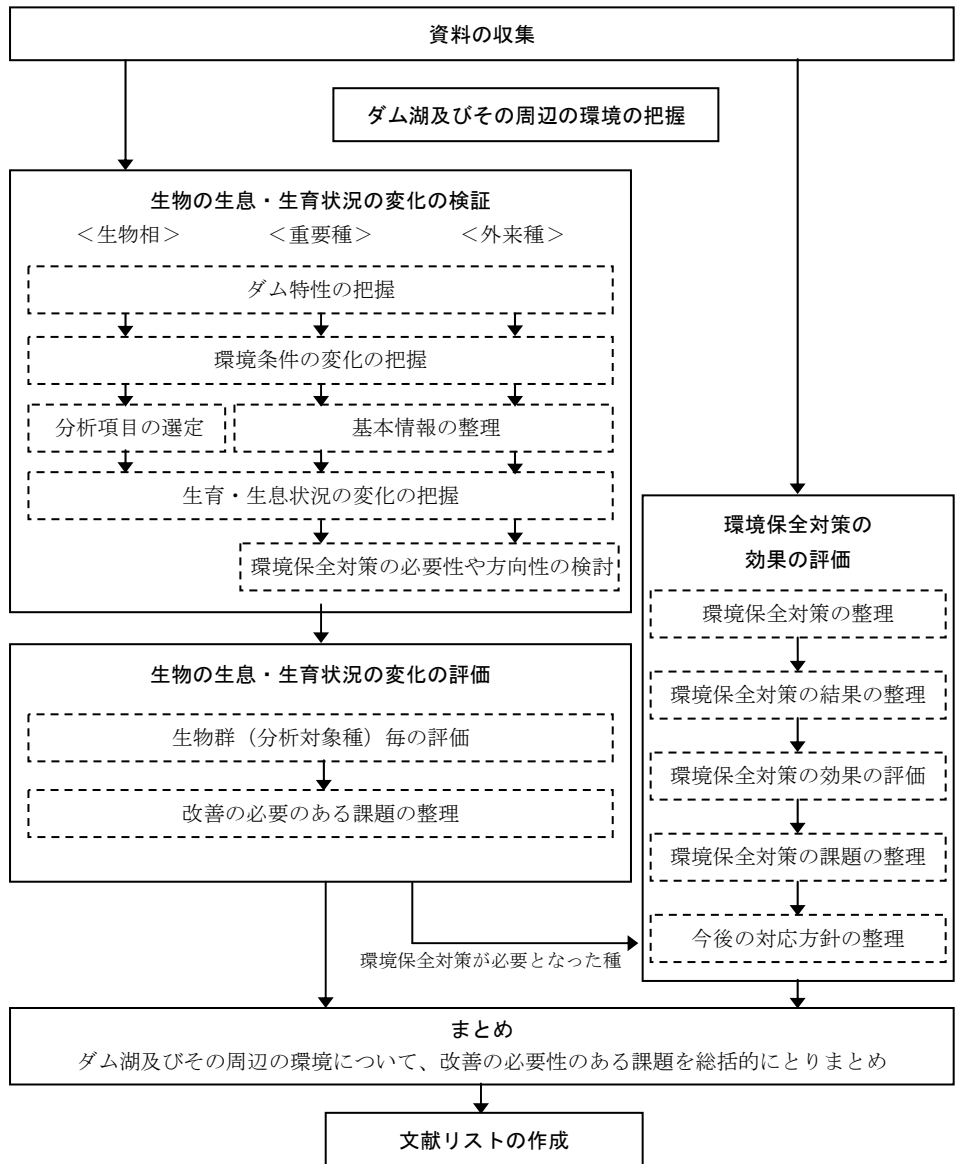 資料の収集
ダム湖及びその周辺の環境の把握
生物の生息・生育状況の変化の検証
＜生物相＞
＜重要種＞
＜外来種＞
ダム特性の把握
環境条件の変化の把握
分析項目の選定
基本情報の整理
生育・生息状況の変化の把握
環境保全対策の必要性や方向性の検討
生物の生息・生育状況の変化の評価
生物群（分析対象種）毎の評価
改善の必要のある課題の整理
環境保全対策の
効果の評価
環境保全対策の整理
環境保全対策の結果の整理
環境保全対策の効果の評価
環境保全対策の課題の整理
今後の対応方針の整理
環境保全対策が必要となった種
まとめ
ダム湖及びその周辺の環境について、改善の必要性のある課題を総括的にとりまとめ
文献リストの作成